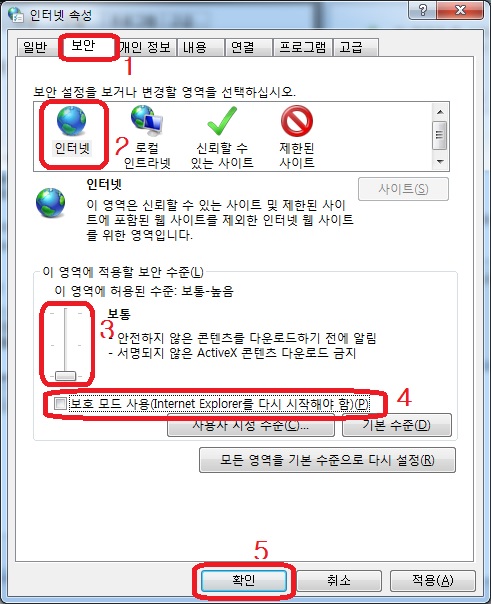 인터넷 속성
일반 보안 개인 정보 내용 연결 프로그램 고급
1
보안 설정을 보거나 변경할 영역을 선택하십시오.
2
인터넷
로컬
인트라넷
신뢰할 수
있는 사이트
제한된
사이트
인터넷
사이트(S)
이 영역은 신뢰할 수 있는 사이트 및 제한된 사이
트에 포함된 웹 사이트를 제외한 인터넷 웹 사이트
를 위한 영역입니다.
이 영역에 적용할 보안 수준(L)
이 영역에 허용된 수준: 보통-높음
3
보통
- 안전하지 않은 콘텐츠를 다운로드하기 전에 알림
- 서명되지 않은 ActiveX 콘텐츠 다운로드 금지
보호 모드 사용(Internet Explorer를 다시 시작해야 함)(P)
4
사용자 지정 수준(C)... 기본 수준(D)
모든 영역을 기본 수준으로 다시 설정(R)
5
확인 취소 적용(A)